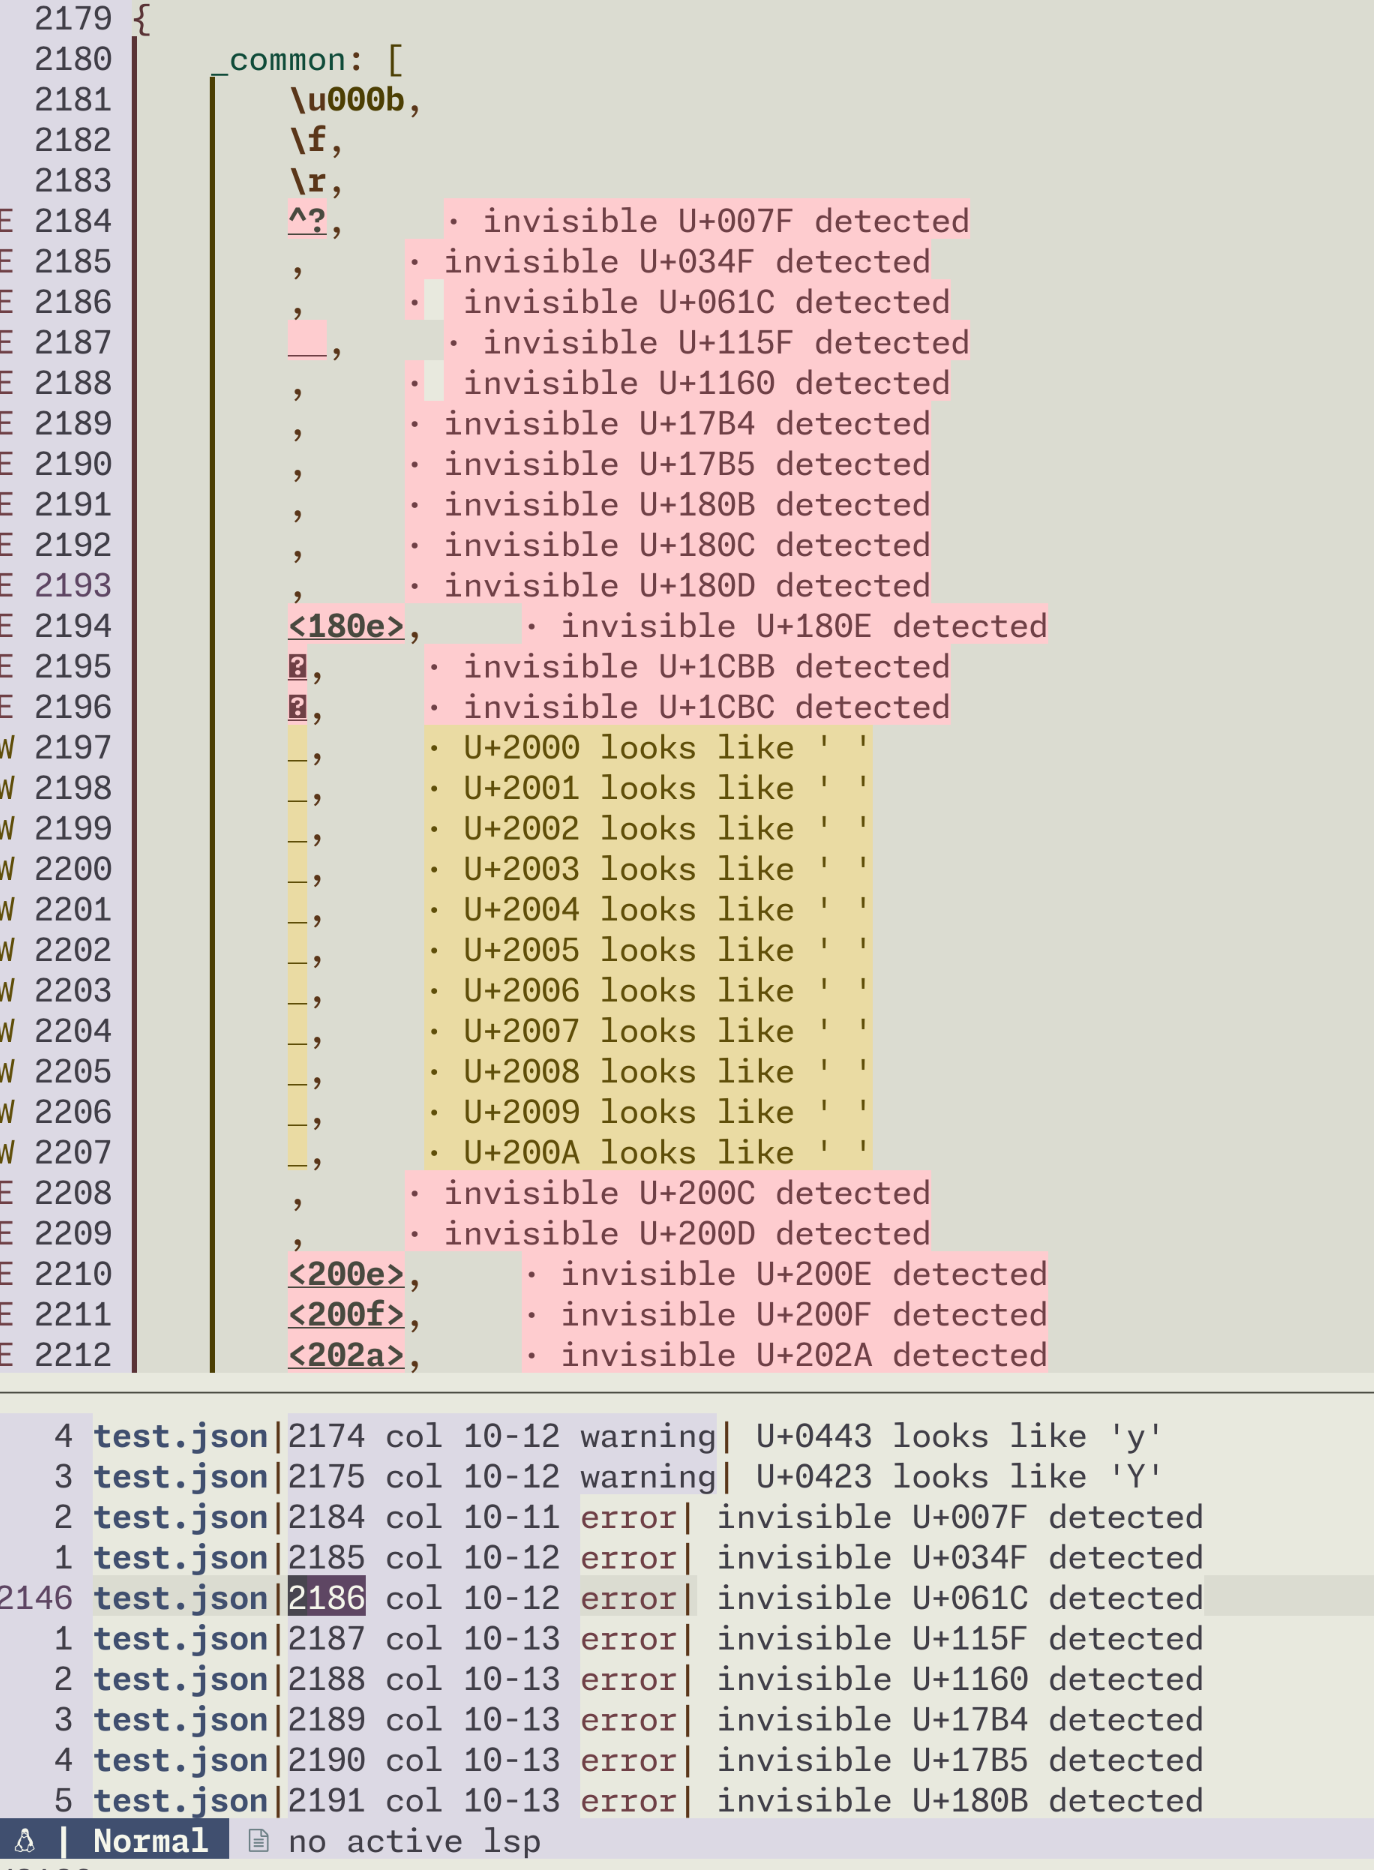 2179 {
2180 _common: [
2181 \u000b,
2182 \f,
2183 \r,
E 2184 ^?, · invisible U+007F detected
E 2185 , · invisible U+034F detected
E 2186 , · invisible U+061C detected
E 2187 , · invisible U+115F detected
E 2188 , · invisible U+1160 detected
E 2189 , · invisible U+17B4 detected
E 2190 , · invisible U+17B5 detected
E 2191 , · invisible U+180B detected
E 2192 , · invisible U+180C detected
E 2193 , · invisible U+180D detected
E 2194 <180e>, · invisible U+180E detected
E 2195 ?, · invisible U+1CBB detected
E 2196 ?, · invisible U+1CBC detected
W 2197 _, · U+2000 looks like ' '
W 2198 _, · U+2001 looks like ' '
W 2199 _, · U+2002 looks like ' '
W 2200 _, · U+2003 looks like ' '
W 2201 _, · U+2004 looks like ' '
W 2202 _, · U+2005 looks like ' '
W 2203 _, · U+2006 looks like ' '
W 2204 _, · U+2007 looks like ' '
W 2205 _, · U+2008 looks like ' '
W 2206 _, · U+2009 looks like ' '
W 2207 _, · U+200A looks like ' '
E 2208 , · invisible U+200C detected
E 2209 , · invisible U+200D detected
E 2210 <200e>, · invisible U+200E detected
E 2211 <200f>, · invisible U+200F detected
E 2212 <202a>, · invisible U+202A detected
4 test.json|2174 col 10-12 warning| U+0443 looks like 'y'
3 test.json|2175 col 10-12 warning| U+0423 looks like 'Y'
2 test.json|2184 col 10-11 error| invisible U+007F detected
1 test.json|2185 col 10-12 error| invisible U+034F detected
2146 test.json|2186 col 10-12 error| invisible U+061C detected
1 test.json|2187 col 10-13 error| invisible U+115F detected
2 test.json|2188 col 10-13 error| invisible U+1160 detected
3 test.json|2189 col 10-13 error| invisible U+17B4 detected
4 test.json|2190 col 10-13 error| invisible U+17B5 detected
5 test.json|2191 col 10-13 error| invisible U+180B detected
| Normal no active lsp